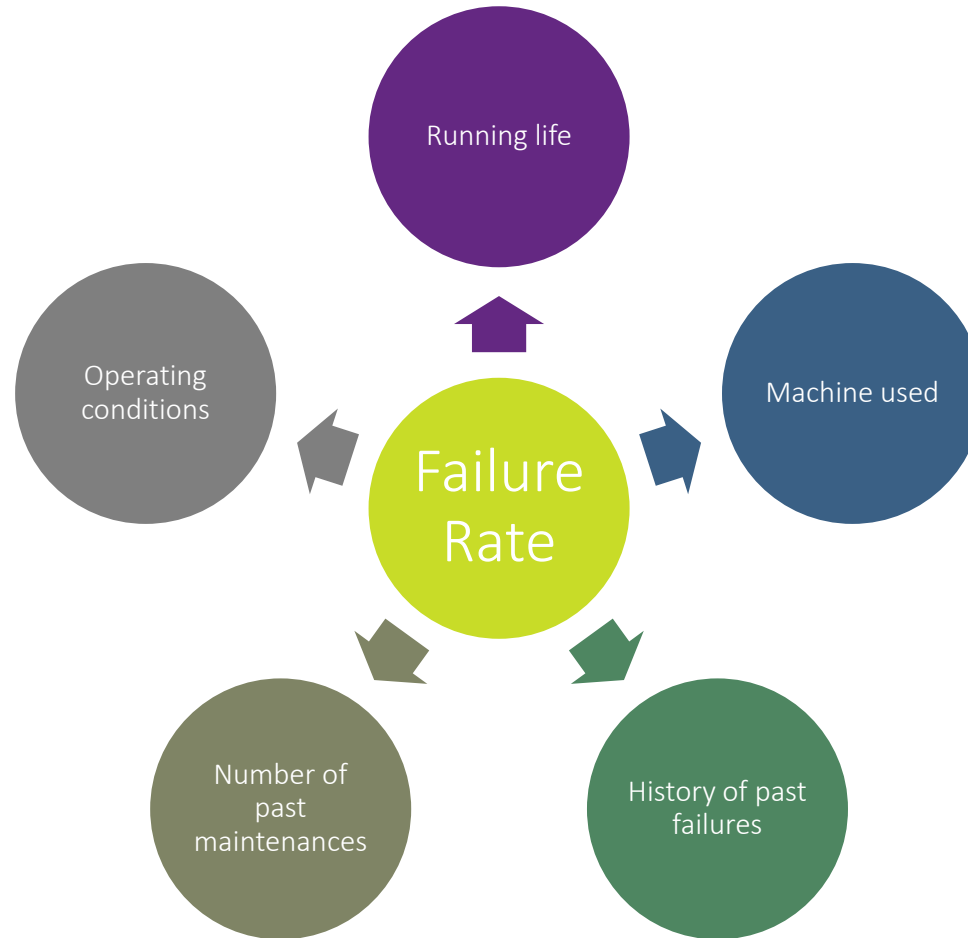 Running life
Operating
conditions
Machine used
Failure
Rate
Number of
past
maintenances
History of past
failures